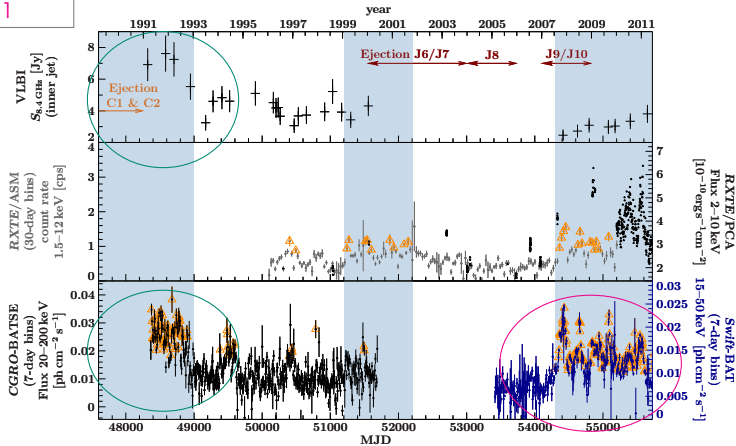 1
year
1991 1993 1995 1997 1999 2001 2003 2005 2007 2009 2011
VLBI
S8.4 GHz [Jy]
(inner jet)
8
6
4
2
Ejection
C1 & C2
Ejection J6/J7
J8
J9/J10
RXTE/ASM
(30-day bins)
count rate
1.5–12 keV [cps]
4
3
2
1
0
7
6
5
4
3
2
RXTE/PCA
Flux 2–10 keV
[10⁻¹⁰ ergs⁻¹cm⁻²]
CGRO-BATSE
(7-day bins)
Flux 20–200 keV
[ph cm⁻² s⁻¹]
0.04
0.03
0.02
0.01
0
0.03
0.025
0.02
0.015
0.01
0.005
0
Swift-BAT
(7-day bins)
15–50 keV [ph cm⁻² s⁻¹]
48000 49000 50000 51000 52000 53000 54000 55000
MJD